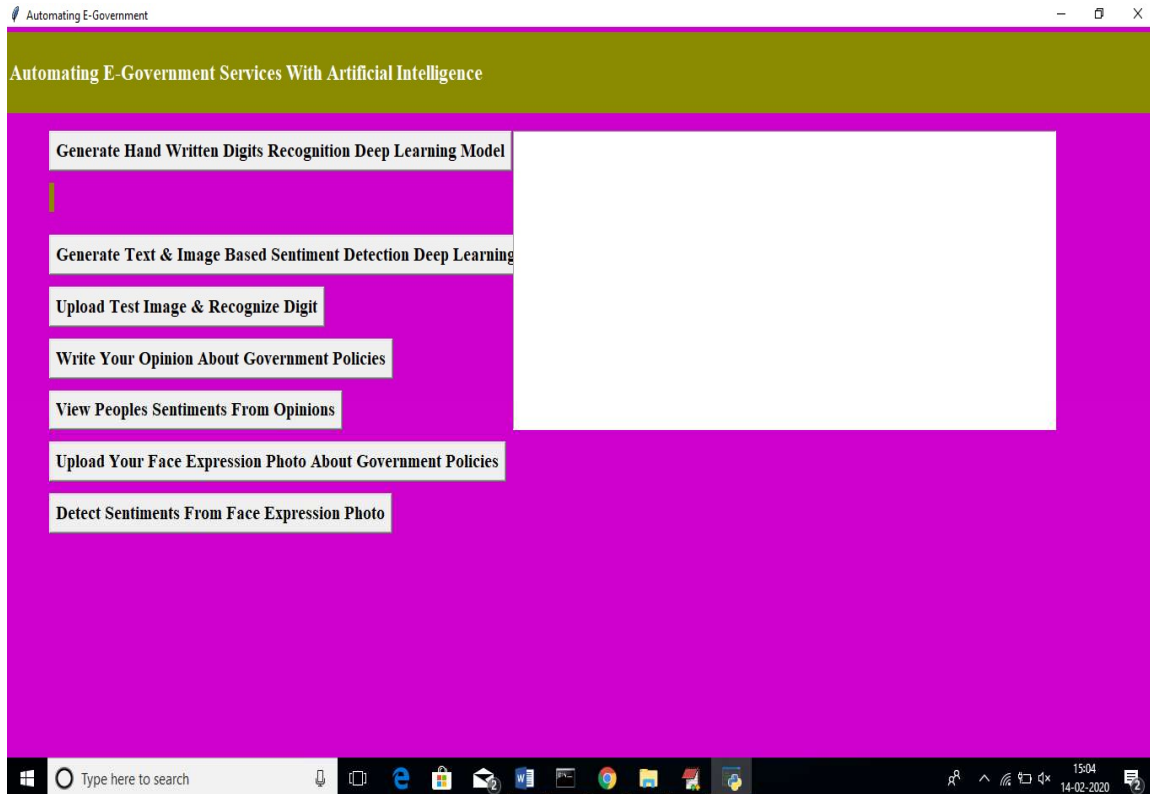 Automating E-Government
Automating E-Government Services With Artificial Intelligence
Generate Hand Written Digits Recognition Deep Learning Model
Generate Text & Image Based Sentiment Detection Deep Learning
Upload Test Image & Recognize Digit
Write Your Opinion About Government Policies
View Peoples Sentiments From Opinions
Upload Your Face Expression Photo About Government Policies
Detect Sentiments From Face Expression Photo
Type here to search
15:04
14-02-2020